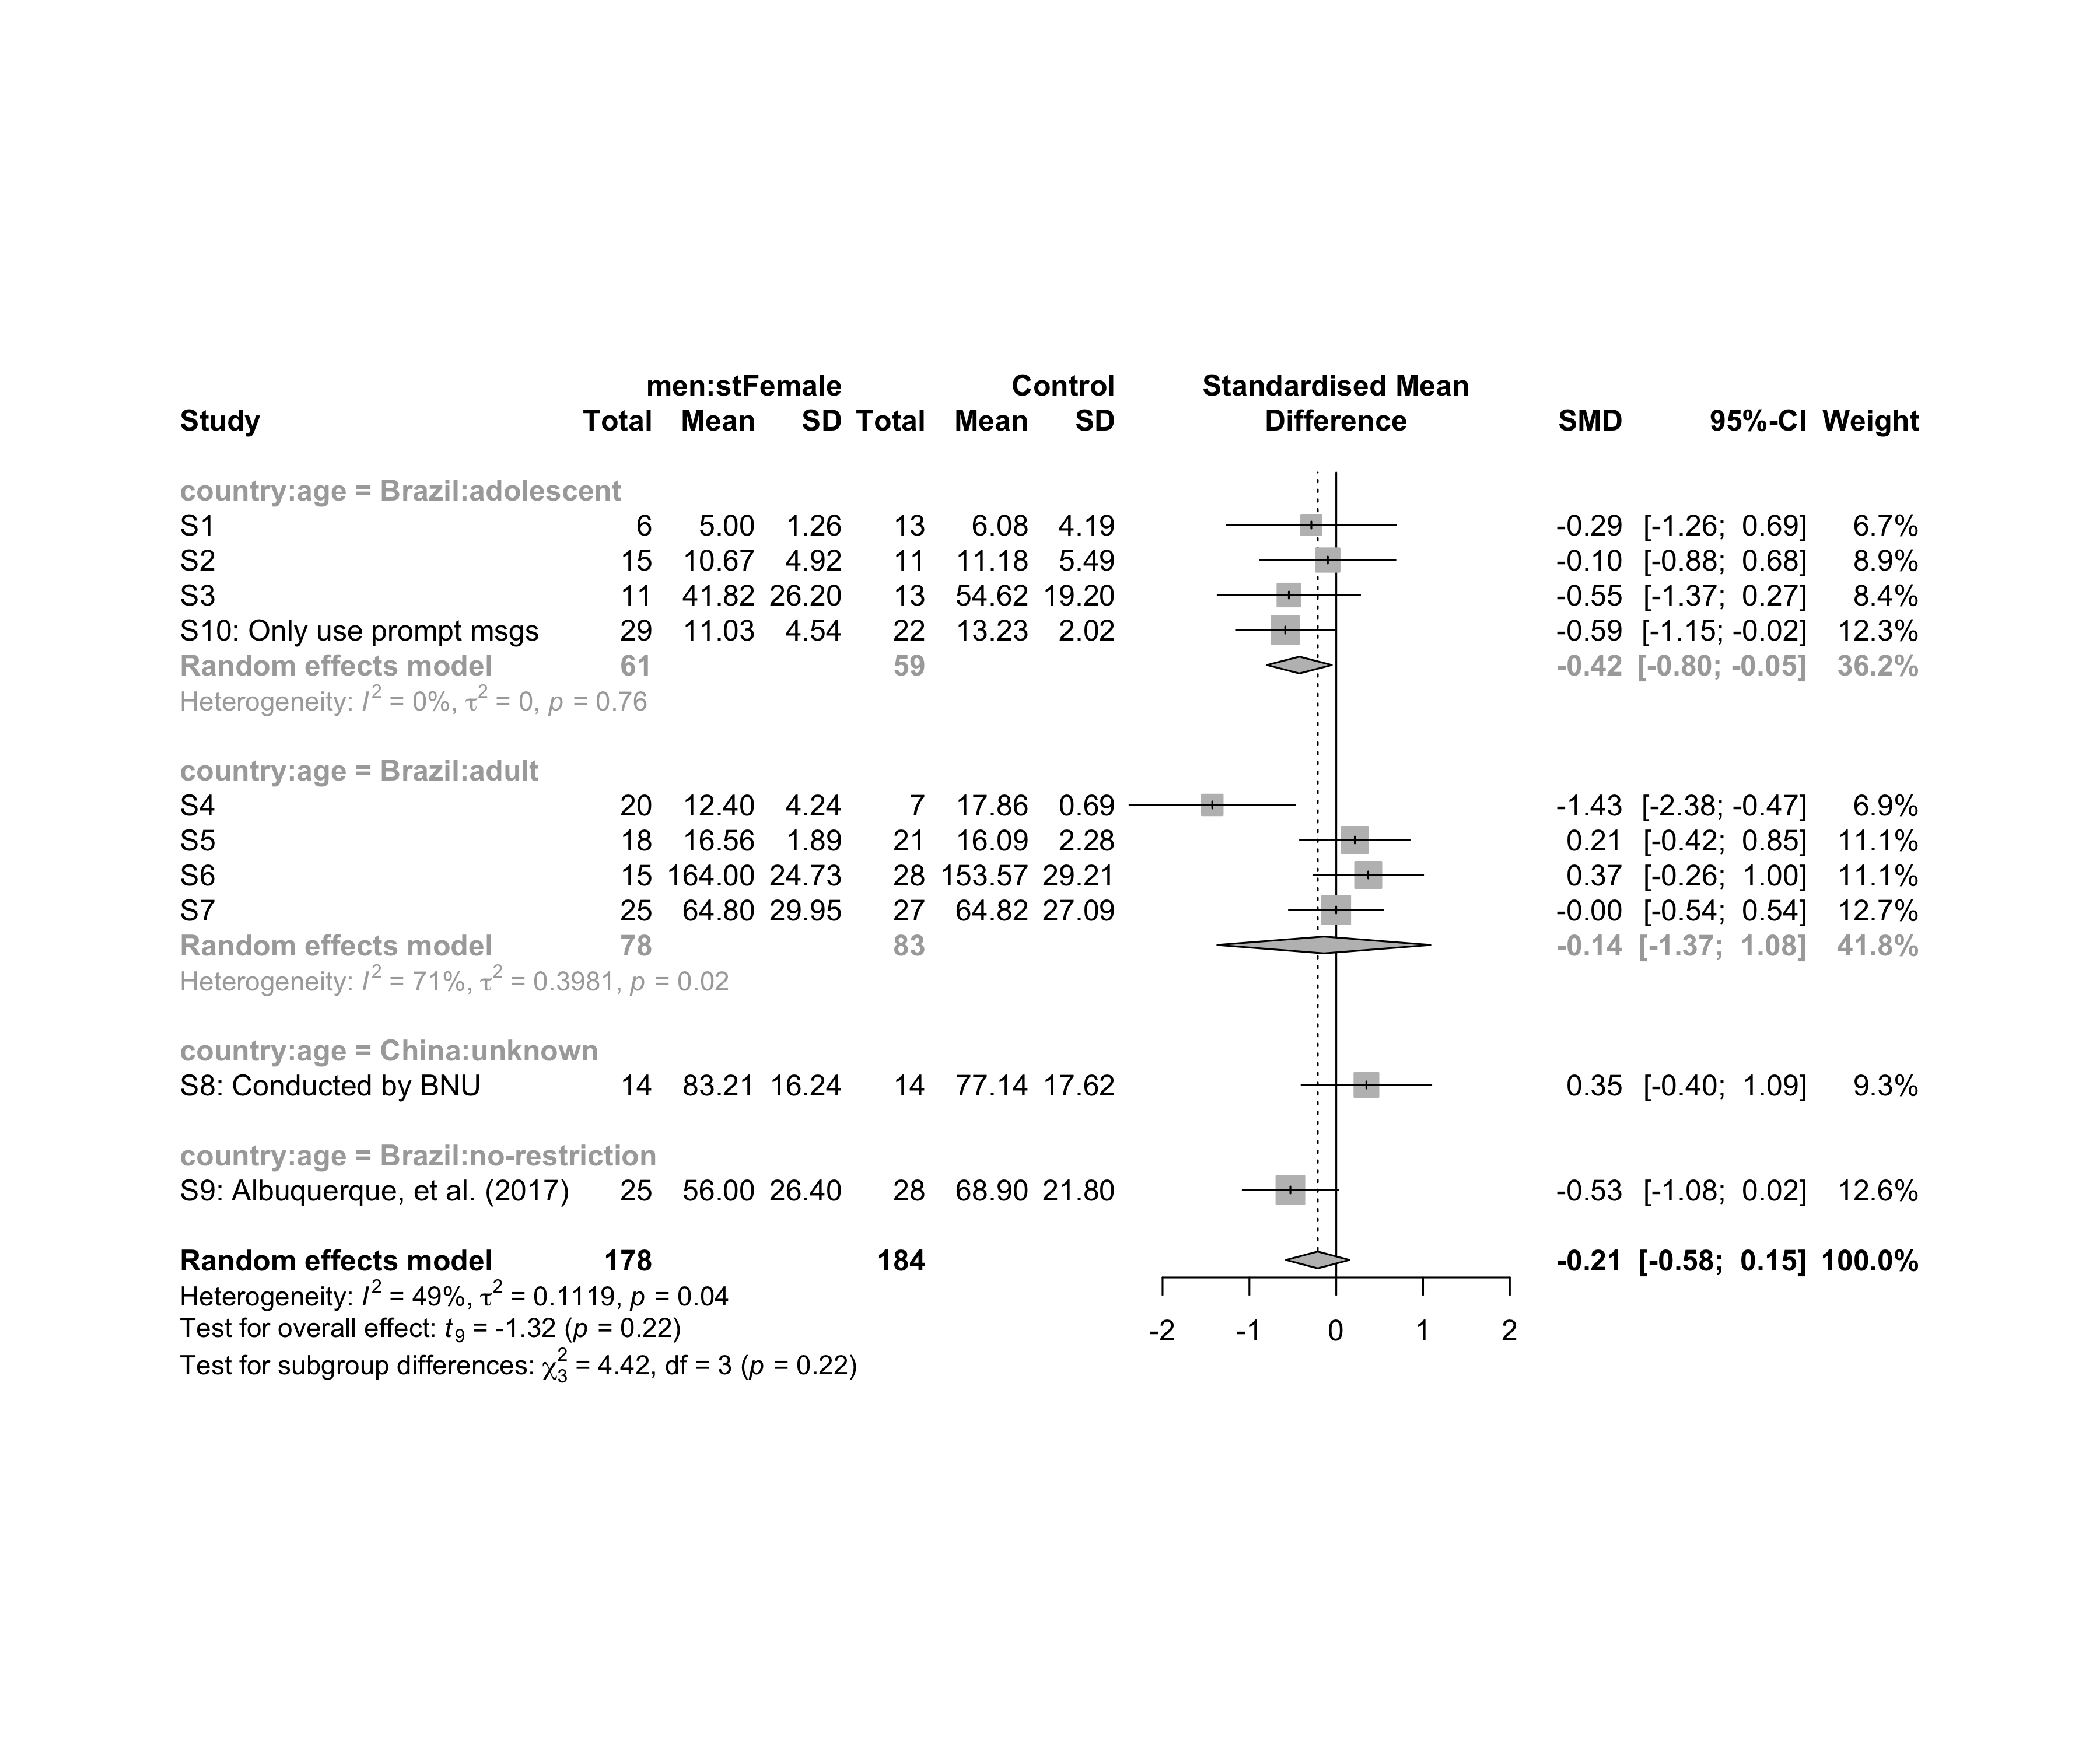 men:stFemale Control Standardised Mean
Study Total Mean SD Total Mean SD Difference SMD 95%-CI Weight
country:age = Brazil:adolescent
S1 6 5.00 1.26 13 6.08 4.19 -0.29 [-1.26; 0.69] 6.7%
S2 15 10.67 4.92 11 11.18 5.49 -0.10 [-0.88; 0.68] 8.9%
S3 11 41.82 26.20 13 54.62 19.20 -0.55 [-1.37; 0.27] 8.4%
S10: Only use prompt msgs 29 11.03 4.54 22 13.23 2.02 -0.59 [-1.15; -0.02] 12.3%
Random effects model 61 59 -0.42 [-0.80; -0.05] 36.2%
Heterogeneity: I² = 0%, τ² = 0, p = 0.76
country:age = Brazil:adult
S4 20 12.40 4.24 7 17.86 0.69 -1.43 [-2.38; -0.47] 6.9%
S5 18 16.56 1.89 21 16.09 2.28 0.21 [-0.42; 0.85] 11.1%
S6 15 164.00 24.73 28 153.57 29.21 0.37 [-0.26; 1.00] 11.1%
S7 25 64.80 29.95 27 64.82 27.09 -0.00 [-0.54; 0.54] 12.7%
Random effects model 78 83 -0.14 [-1.37; 1.08] 41.8%
Heterogeneity: I² = 71%, τ² = 0.3981, p = 0.02
country:age = China:unknown
S8: Conducted by BNU 14 83.21 16.24 14 77.14 17.62 0.35 [-0.40; 1.09] 9.3%
country:age = Brazil:no-restriction
S9: Albuquerque, et al. (2017) 25 56.00 26.40 28 68.90 21.80 -0.53 [-1.08; 0.02] 12.6%
Random effects model 178 184 -0.21 [-0.58; 0.15] 100.0%
Heterogeneity: I² = 49%, τ² = 0.1119, p = 0.04
Test for overall effect: t₉ = -1.32 (p = 0.22)
-2 -1 0 1 2
Test for subgroup differences: χ²₃ = 4.42, df = 3 (p = 0.22)